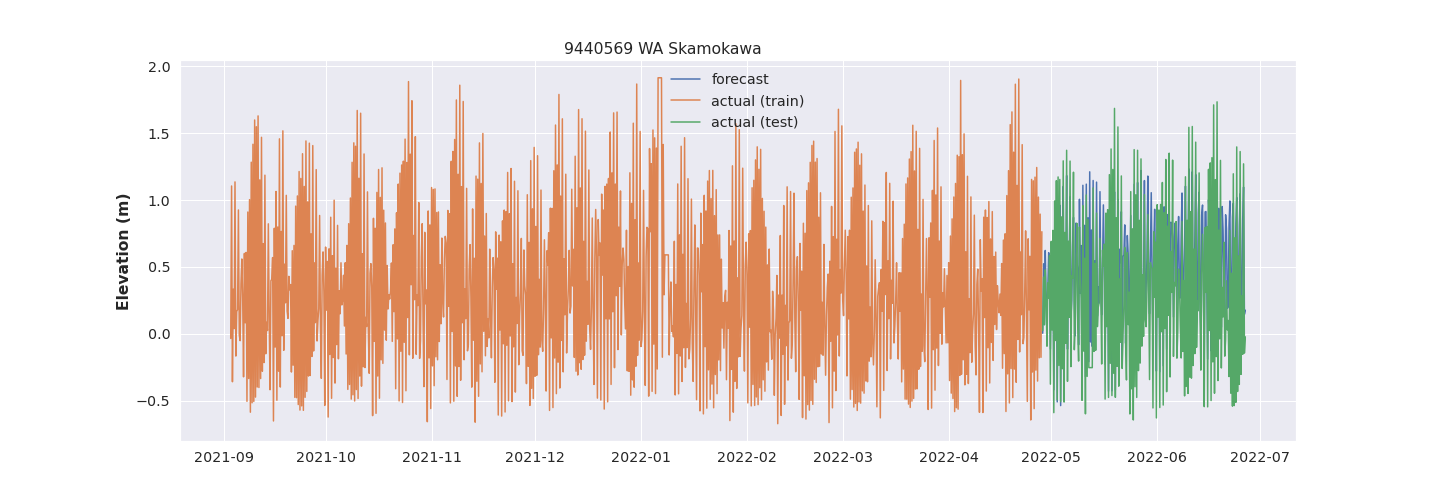 9440569 WA Skamokawa
forecast
actual (train)
actual (test)
Elevation (m)
2.0
1.5
1.0
0.5
0.0
−0.5
2021-09 2021-10 2021-11 2021-12 2022-01 2022-02 2022-03 2022-04 2022-05 2022-06 2022-07